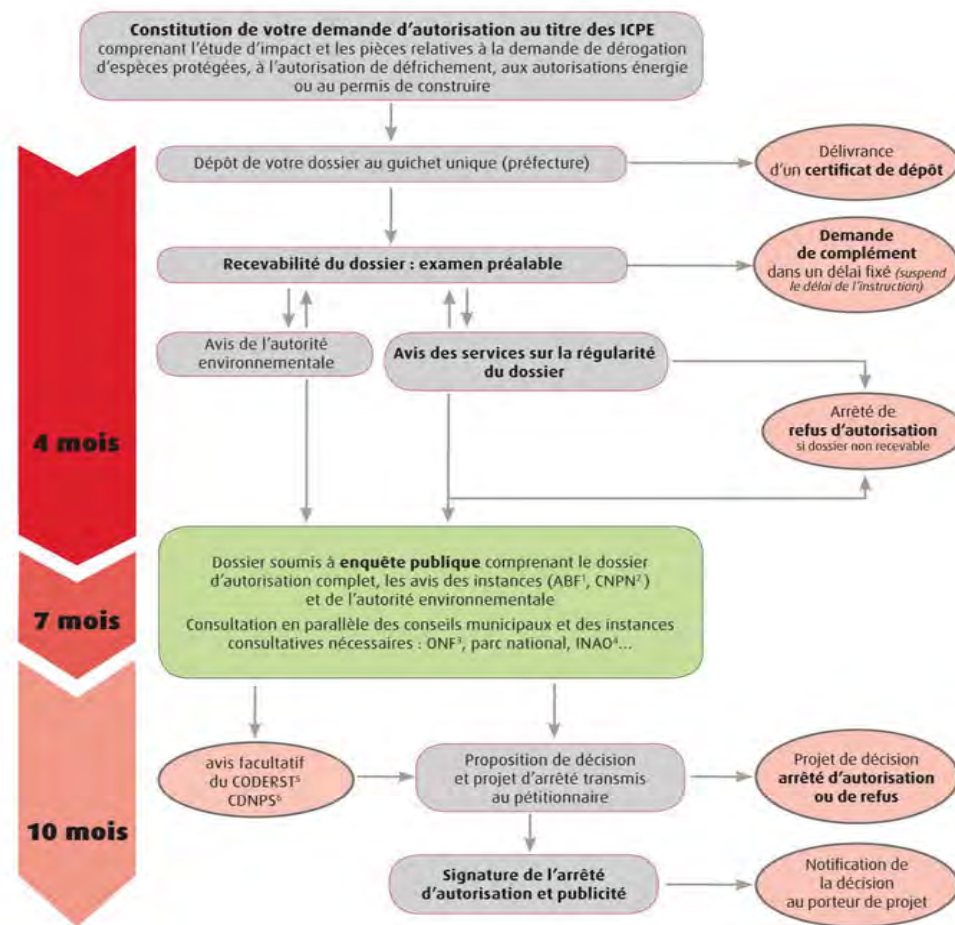 Constitution de votre demande d'autorisation au titre des ICPE
comprenant l'étude d'impact et les pièces relatives à la demande de dérogation
d'espèces protégées, à l'autorisation de défrichement, aux autorisations énergie
ou au permis de construire
Dépôt de votre dossier au guichet unique (préfecture)
Délivrance
d'un certificat de dépôt
Recevabilité du dossier : examen préalable
Demande
de complément
dans un délai fixé (suspend
le délai de l'instruction)
Avis de l'autorité
environnementale
Avis des services sur la régularité
du dossier
Arrêté de
refus d'autorisation
si dossier non recevable
4 mois
Dossier soumis à enquête publique comprenant le dossier
d'autorisation complet, les avis des instances (ABF¹, CNPN²)
et de l'autorité environnementale
Consultation en parallèle des conseils municipaux et des instances
consultatives nécessaires : ONF³, parc national, INAO⁴...
7 mois
avis facultatif
du CODERST⁵
CDNPS⁶
Proposition de décision
et projet d'arrêté transmis
au pétitionnaire
Projet de décision
arrêté d'autorisation
ou de refus
10 mois
Signature de l'arrêté
d'autorisation et publicité
Notification de
la décision
au porteur de projet